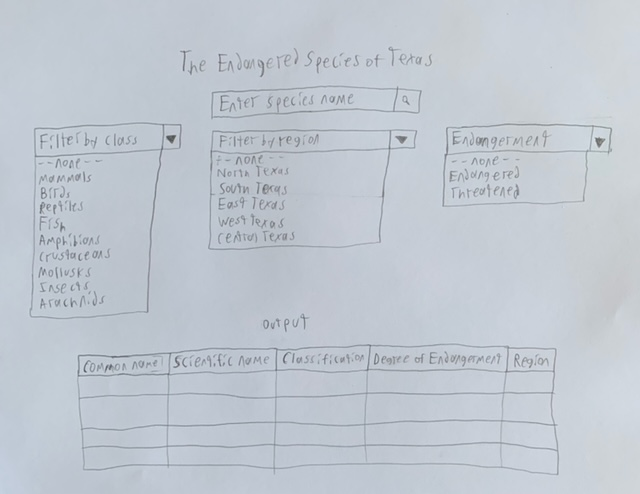 The Endangered Species of Texas
Enter species name
Filter by class
--none--
Mammals
Birds
Reptiles
Fish
Amphibians
Crustaceans
Mollusks
Insects
Arachnids
Filter by region
-- none --
North Texas
South Texas
East Texas
West Texas
Central Texas
Endangerment
--none--
Endangered
Threatened
Output
Common name Scientific name Classification Degree of Endangerment Region